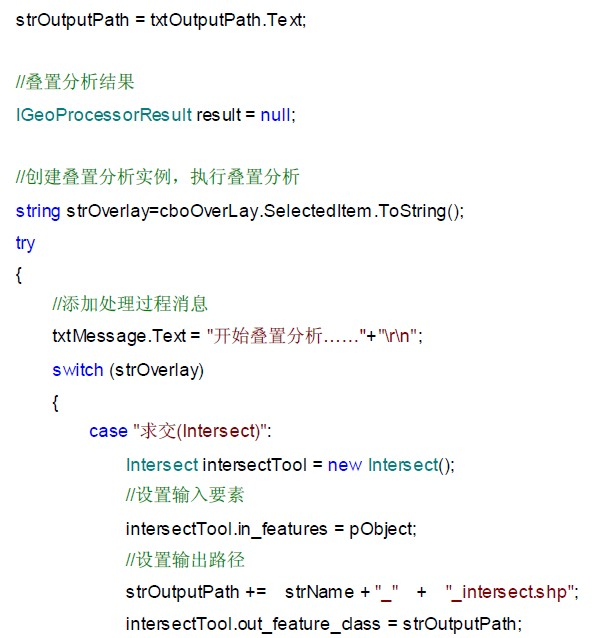 strOutputPath = txtOutputPath.Text;
//叠置分析结果
IGeoProcessorResult result = null;
//创建叠置分析实例，执行叠置分析
string strOverlay=cboOverLay.SelectedItem.ToString();
try
{
//添加处理过程消息
txtMessage.Text = "开始叠置分析……"+"\r\n";
switch (strOverlay)
{
case "求交(Intersect)":
Intersect intersectTool = new Intersect();
//设置输入要素
intersectTool.in_features = pObject;
//设置输出路径
strOutputPath += strName + "_" + "_intersect.shp";
intersectTool.out_feature_class = strOutputPath;